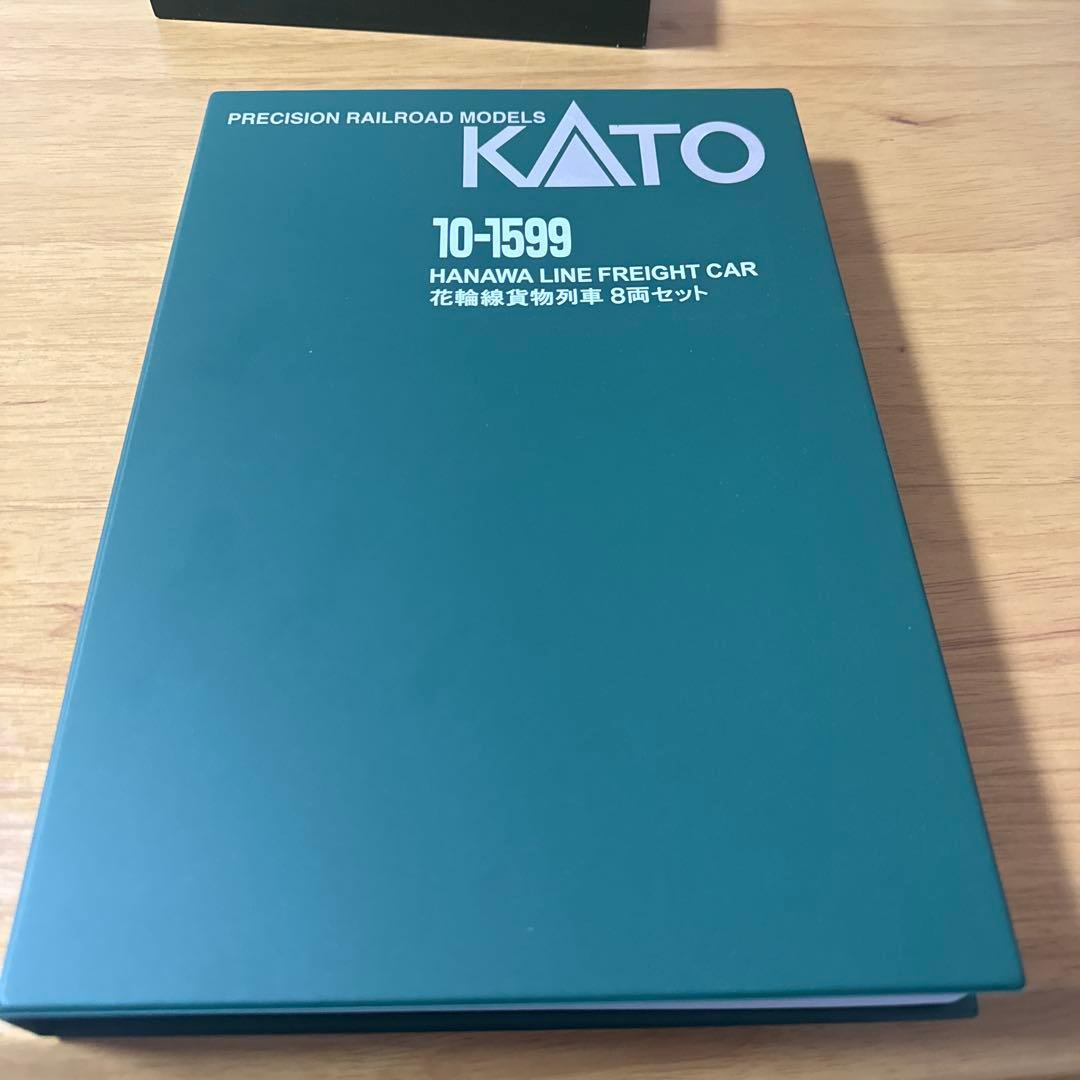 PRECISION RAILROAD MODELS
KATO
10-1599
HANAWA LINE FREIGHT CAR
花輪線貨物列車 8両セット